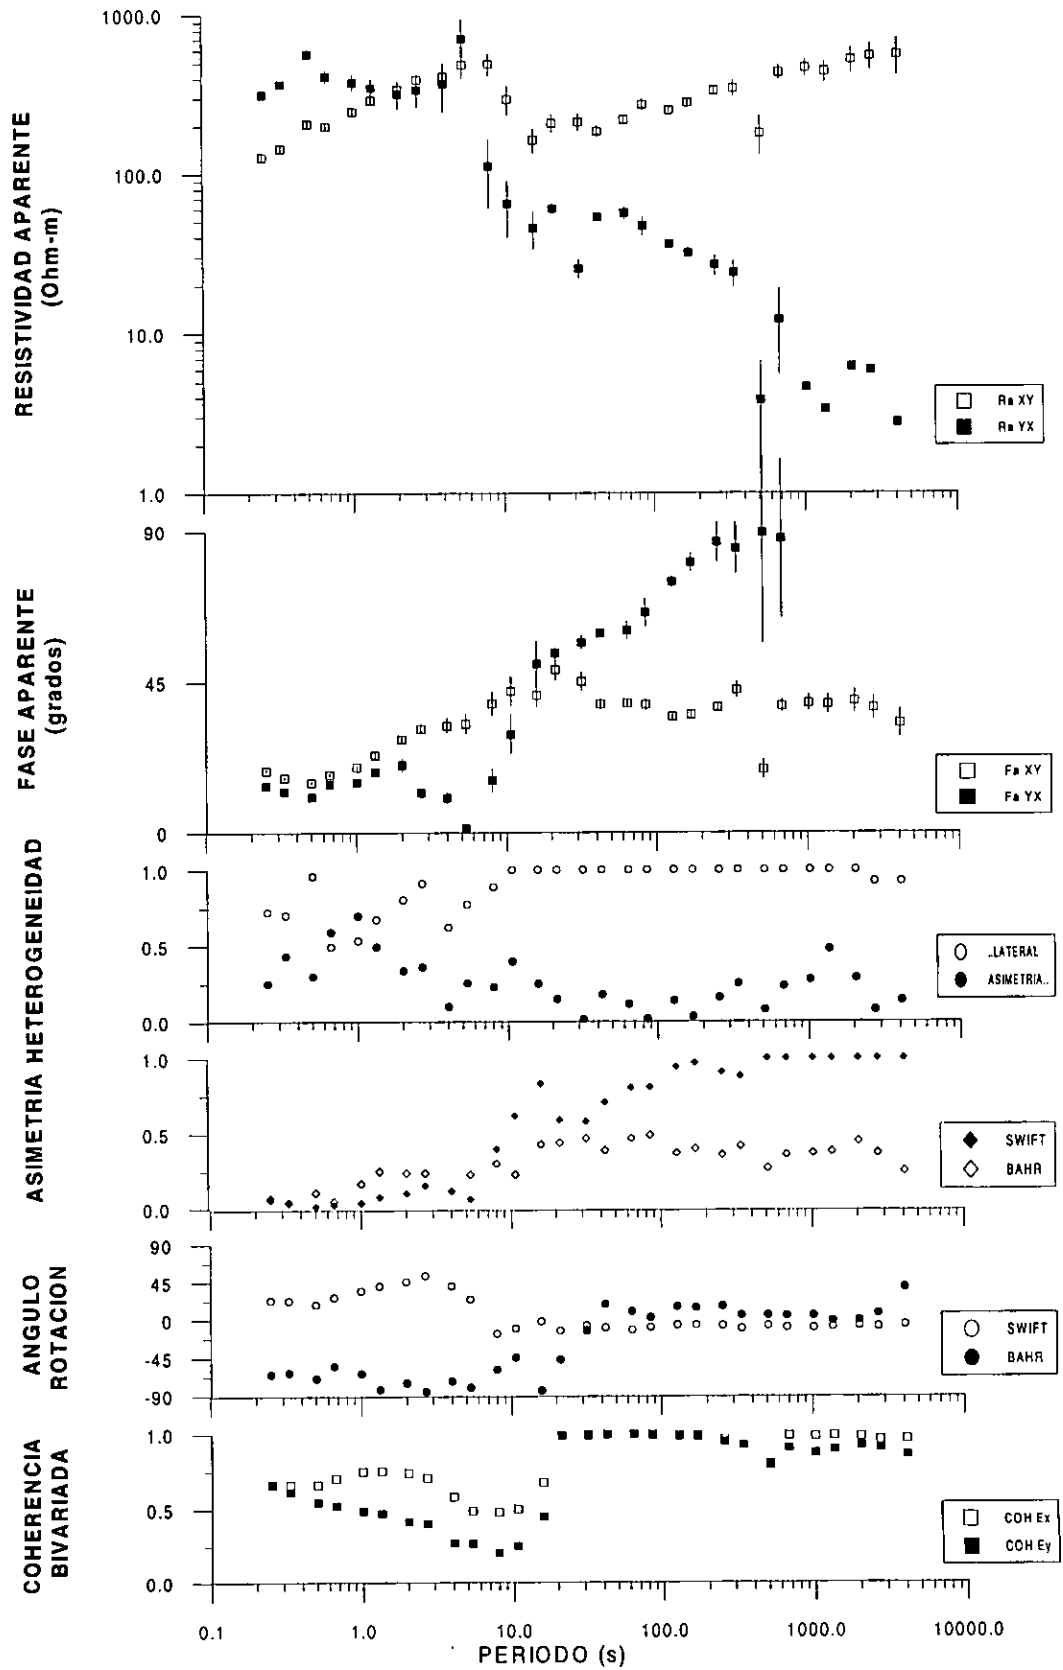 RESISTIVIDAD APARENTE
(Ohm-m)
1000.0
100.0
10.0
1.0
Ra XY
Ra YX
FASE APARENTE
(grados)
90
45
0
Fa XY
Fa YX
ASIMETRIA HETEROGENEIDAD
1.0
0.5
0.0
..LATERAL
ASIMETRIA..
1.0
0.5
0.0
SWIFT
BAHR
ANGULO
ROTACION
90
45
0
-45
-90
SWIFT
BAHR
COHERENCIA
BIVARIADA
1.0
0.5
0.0
COH Ex
COH Ey
0.1
1.0
10.0
100.0
1000.0
10000.0
PERIODO (s)